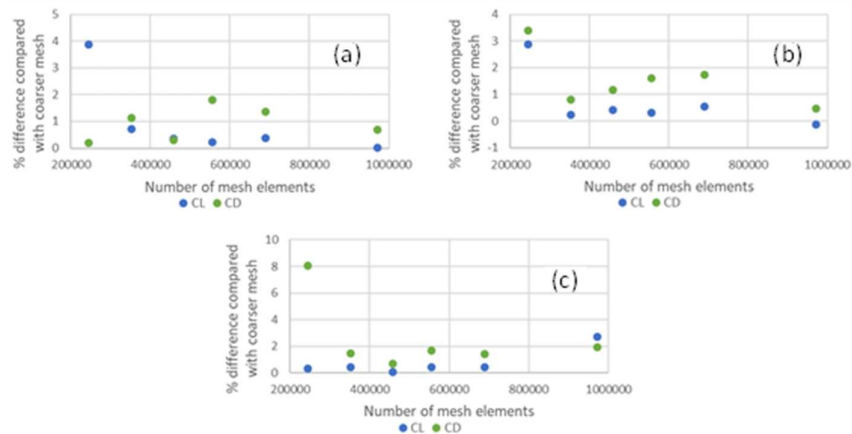 (a)
% difference compared
with coarser mesh
5
4
3
2
1
0
200000 400000 600000 800000 1000000
Number of mesh elements
CL CD
(b)
% difference compared
with coarser mesh
4
3
2
1
0
-1
200000 400000 600000 800000 1000000
Number of mesh elements
CL CD
(c)
% difference compared
with coarser mesh
10
8
6
4
2
0
200000 400000 600000 800000 1000000
Number of mesh elements
CL CD